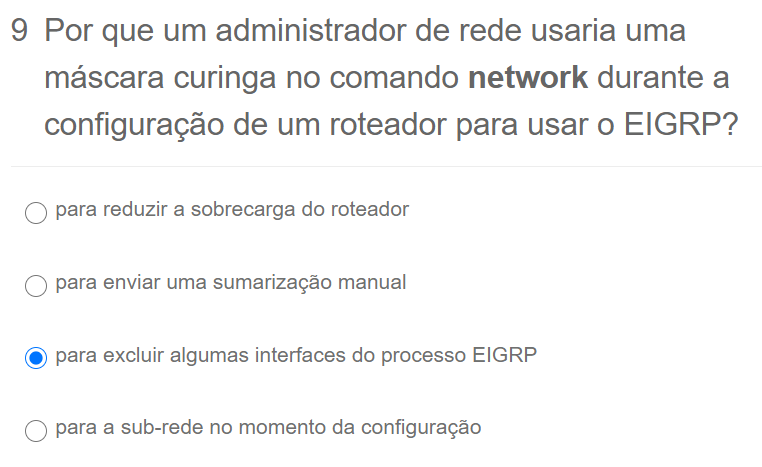 9 Por que um administrador de rede usaria uma
máscara curinga no comando network durante a
configuração de um roteador para usar o EIGRP?
para reduzir a sobrecarga do roteador
para enviar uma sumarização manual
para excluir algumas interfaces do processo EIGRP
para a sub-rede no momento da configuração